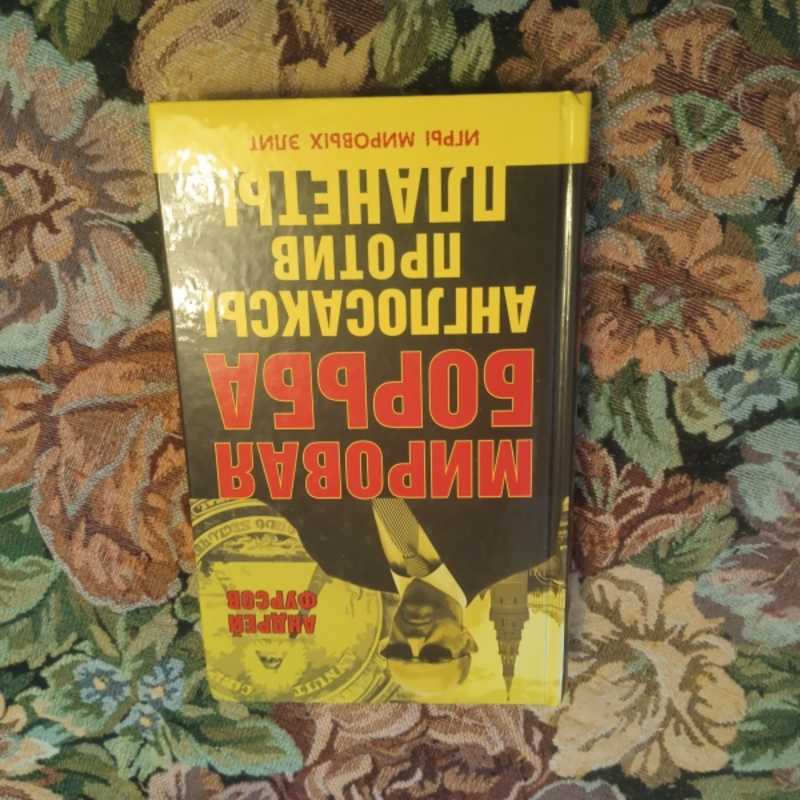 АНДРЕЙ
ФУРСОВ
МИРОВАЯ
БОРЬБА
АНГЛОСАКСЫ
ПРОТИВ
ПЛАНЕТЫ
ИГРЫ МИРОВЫХ ЭЛИТ